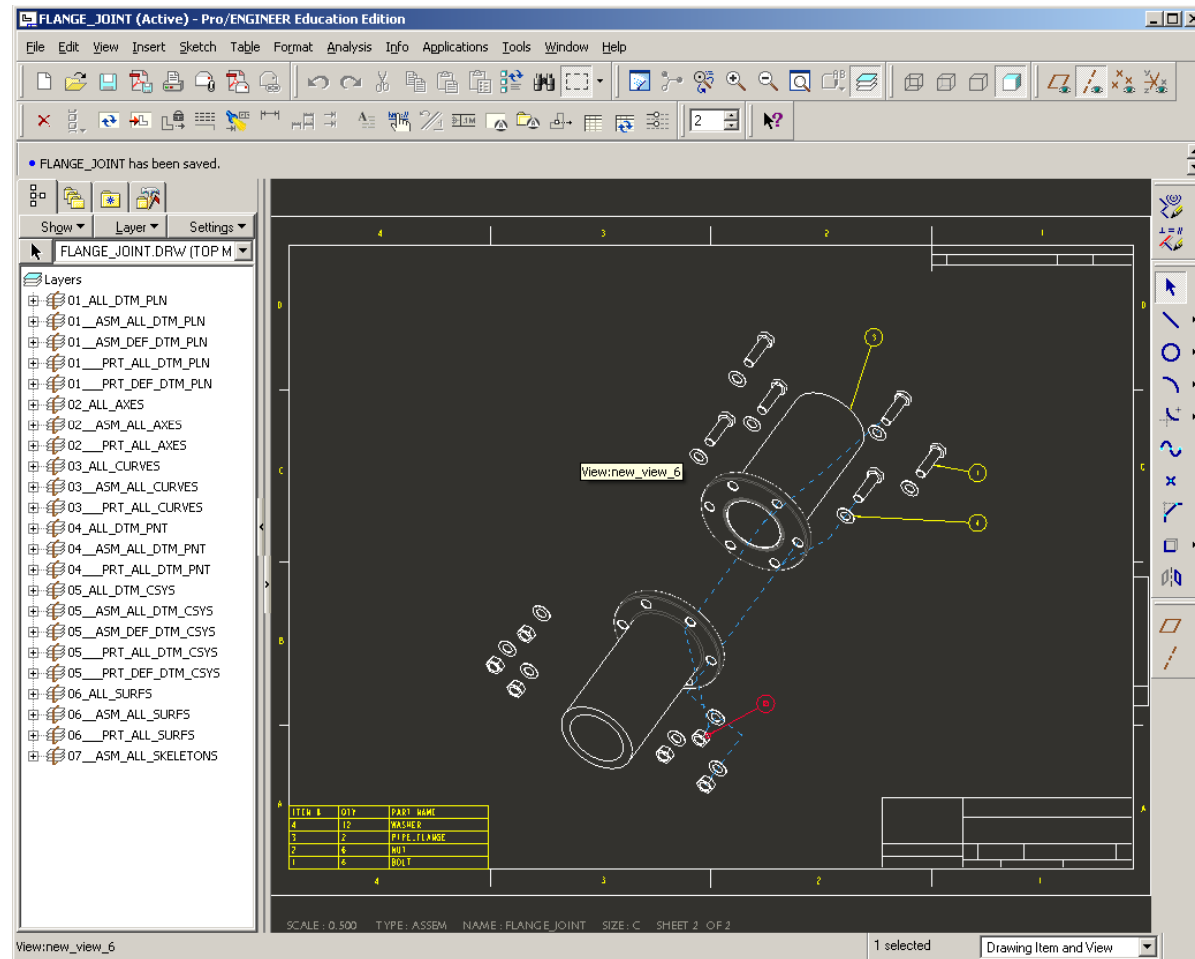 FLANGE_JOINT (Active) - Pro/ENGINEER Education Edition
File Edit View Insert Sketch Table Format Analysis Info Applications Tools Window Help
2
• FLANGE_JOINT has been saved.
Show Layer Settings
FLANGE_JOINT.DRW (TOP M
Layers
01_ALL_DTM_PLN
01__ASM_ALL_DTM_PLN
01__ASM_DEF_DTM_PLN
01___PRT_ALL_DTM_PLN
01___PRT_DEF_DTM_PLN
02_ALL_AXES
02__ASM_ALL_AXES
02___PRT_ALL_AXES
03_ALL_CURVES
03__ASM_ALL_CURVES
03___PRT_ALL_CURVES
04_ALL_DTM_PNT
04__ASM_ALL_DTM_PNT
04___PRT_ALL_DTM_PNT
05_ALL_DTM_CSYS
05__ASM_ALL_DTM_CSYS
05__ASM_DEF_DTM_CSYS
05___PRT_ALL_DTM_CSYS
05___PRT_DEF_DTM_CSYS
06_ALL_SURFS
06__ASM_ALL_SURFS
06___PRT_ALL_SURFS
07__ASM_ALL_SKELETONS
4 3 2 1
D D
3
View:new_view_6
C C
1
4
B
A A
ITEM # QTY PART NAME
4 12 WASHER
3 2 PIPE_FLANGE
2 6 NUT
1 6 BOLT
4 3 2 1
SCALE : 0.500 TYPE : ASSEM NAME : FLANGE_JOINT SIZE : C SHEET 2 OF 2
View:new_view_6
1 selected
Drawing Item and View